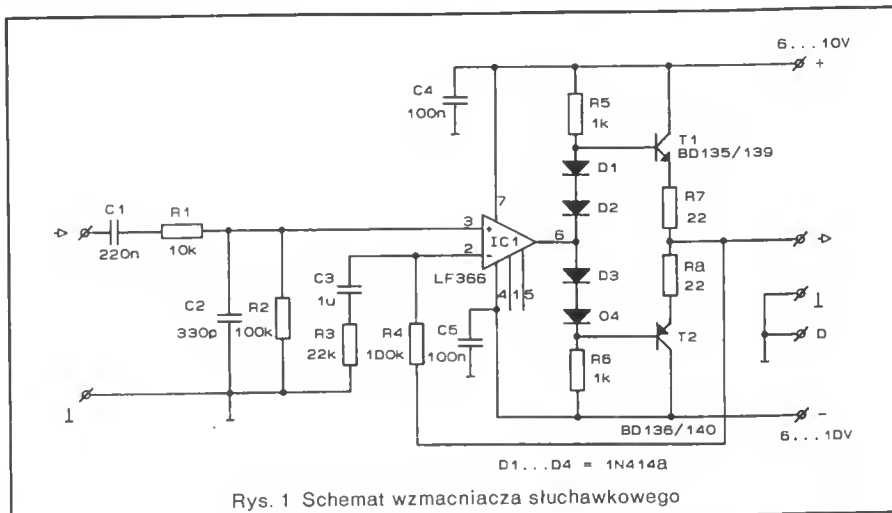 6...10V
+
C4
100n
R5
1k
T1
BD135/139
D1
D2
R7
22
C1
220n
R1
10k
3
2
7
+
-
IC1
6
LF366
4
1
5
C2
330p
R2
100k
C3
1u
R3
22k
R4
100k
C5
100n
D3
D4
R8
22
T2
R6
1k
⊥
⊥
0
-
6...10V
BD136/140
D1...D4 = 1N4148
Rys. 1 Schemat wzmacniacza słuchawkowego